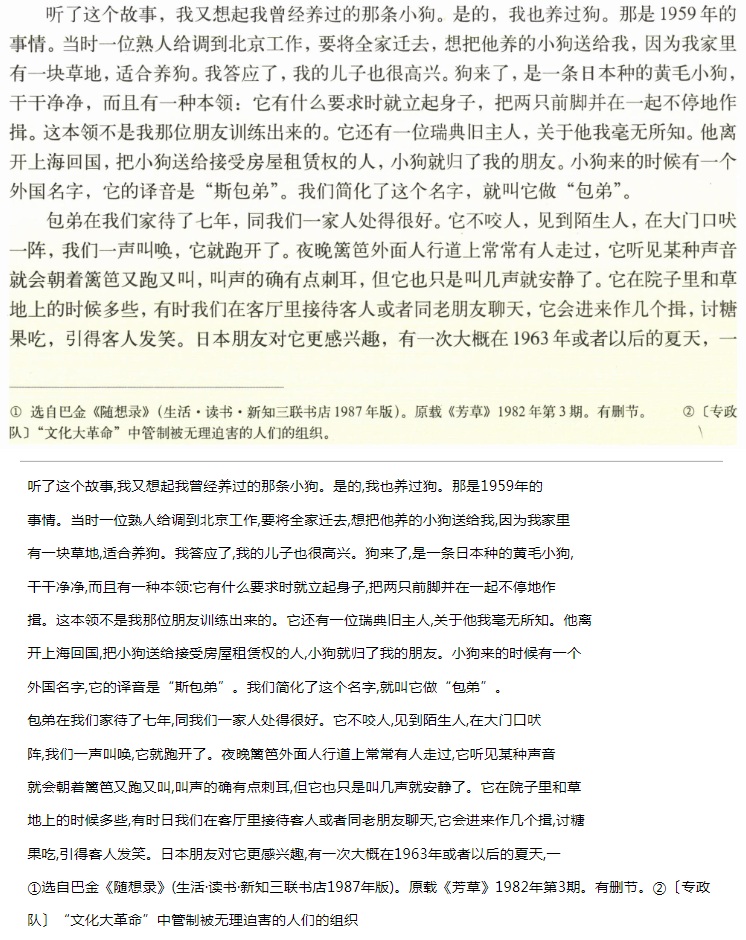 听了这个故事，我又想起我曾经养过的那条小狗。是的，我也养过狗。那是 1959 年的
事情。当时一位熟人给调到北京工作，要将全家迁去，想把他养的小狗送给我，因为我家里
有一块草地，适合养狗。我答应了，我的儿子也很高兴。狗来了，是一条日本种的黄毛小狗，
干干净净，而且有一种本领：它有什么要求时就立起身子，把两只前脚并在一起不停地作
揖。这本领不是我那位朋友训练出来的。它还有一位瑞典旧主人，关于他我毫无所知。他离
开上海回国，把小狗送给接受房屋租赁权的人，小狗就归了我的朋友。小狗来的时候有一个
外国名字，它的译音是“斯包弟”。我们简化了这个名字，就叫它做“包弟”。
包弟在我们家待了七年，同我们一家人处得很好。它不咬人，见到陌生人，在大门口吠
一阵，我们一声叫唤，它就跑开了。夜晚篱笆外面人行道上常常有人走过，它听见某种声音
就会朝着篱笆又跑又叫，叫声的确有点刺耳，但它也只是叫几声就安静了。它在院子里和草
地上的时候多些，有时我们在客厅里接待客人或者同老朋友聊天，它会进来作几个揖，讨糖
果吃，引得客人发笑。日本朋友对它更感兴趣，有一次大概在 1963 年或者以后的夏天，一
① 选自巴金《随想录》（生活·读书·新知三联书店 1987 年版）。原载《芳草》1982 年第 3 期。有删节。 ②〔专政
队〕“文化大革命”中管制被无理迫害的人们的组织。
听了这个故事,我又想起我曾经养过的那条小狗。是的,我也养过狗。那是1959年的
事情。当时一位熟人给调到北京工作,要将全家迁去,想把他养的小狗送给我,因为我家里
有一块草地,适合养狗。我答应了,我的儿子也很高兴。狗来了,是一条日本种的黄毛小狗,
干干净净,而且有一种本领:它有什么要求时就立起身子,把两只前脚并在一起不停地作
揖。这本领不是我那位朋友训练出来的。它还有一位瑞典旧主人,关于他我毫无所知。他离
开上海回国,把小狗送给接受房屋租赁权的人,小狗就归了我的朋友。小狗来的时候有一个
外国名字,它的译音是“斯包弟”。我们简化了这个名字,就叫它做“包弟”。
包弟在我们家待了七年,同我们一家人处得很好。它不咬人,见到陌生人,在大门口吠
阵,我们一声叫唤,它就跑开了。夜晚篱笆外面人行道上常常有人走过,它听见某种声音
就会朝着篱笆又跑又叫,叫声的确有点刺耳,但它也只是叫几声就安静了。它在院子里和草
地上的时候多些,有时日我们在客厅里接待客人或者同老朋友聊天,它会进来作几个揖,讨糖
果吃,引得客人发笑。日本朋友对它更感兴趣,有一次大概在1963年或者以后的夏天,一
①选自巴金《随想录》(生活·读书·新知三联书店1987年版)。原载《芳草》1982年第3期。有删节。②〔专政
队〕“文化大革命”中管制被无理迫害的人们的组织